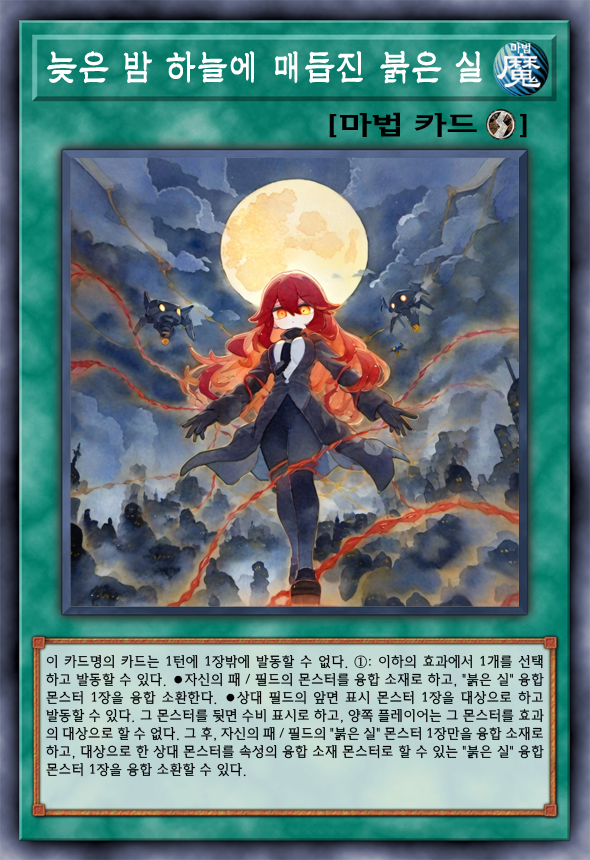 늦은 밤 하늘에 매듭진 붉은 실
마법
魔
[마법 카드]
이 카드명의 카드는 1턴에 1장밖에 발동할 수 없다. ①: 이하의 효과에서 1개를 선택
하고 발동할 수 있다. ●자신의 패 / 필드의 몬스터를 융합 소재로 하고, "붉은 실" 융합
몬스터 1장을 융합 소환한다. ●상대 필드의 앞면 표시 몬스터 1장을 대상으로 하고
발동할 수 있다. 그 몬스터를 뒷면 수비 표시로 하고, 양쪽 플레이어는 그 몬스터를 효과
의 대상으로 할 수 없다. 그 후, 자신의 패 / 필드의 "붉은 실" 몬스터 1장만을 융합 소재로
하고, 대상으로 한 상대 몬스터를 속성의 융합 소재 몬스터로 할 수 있는 "붉은 실" 융합
몬스터 1장을 융합 소환할 수 있다.